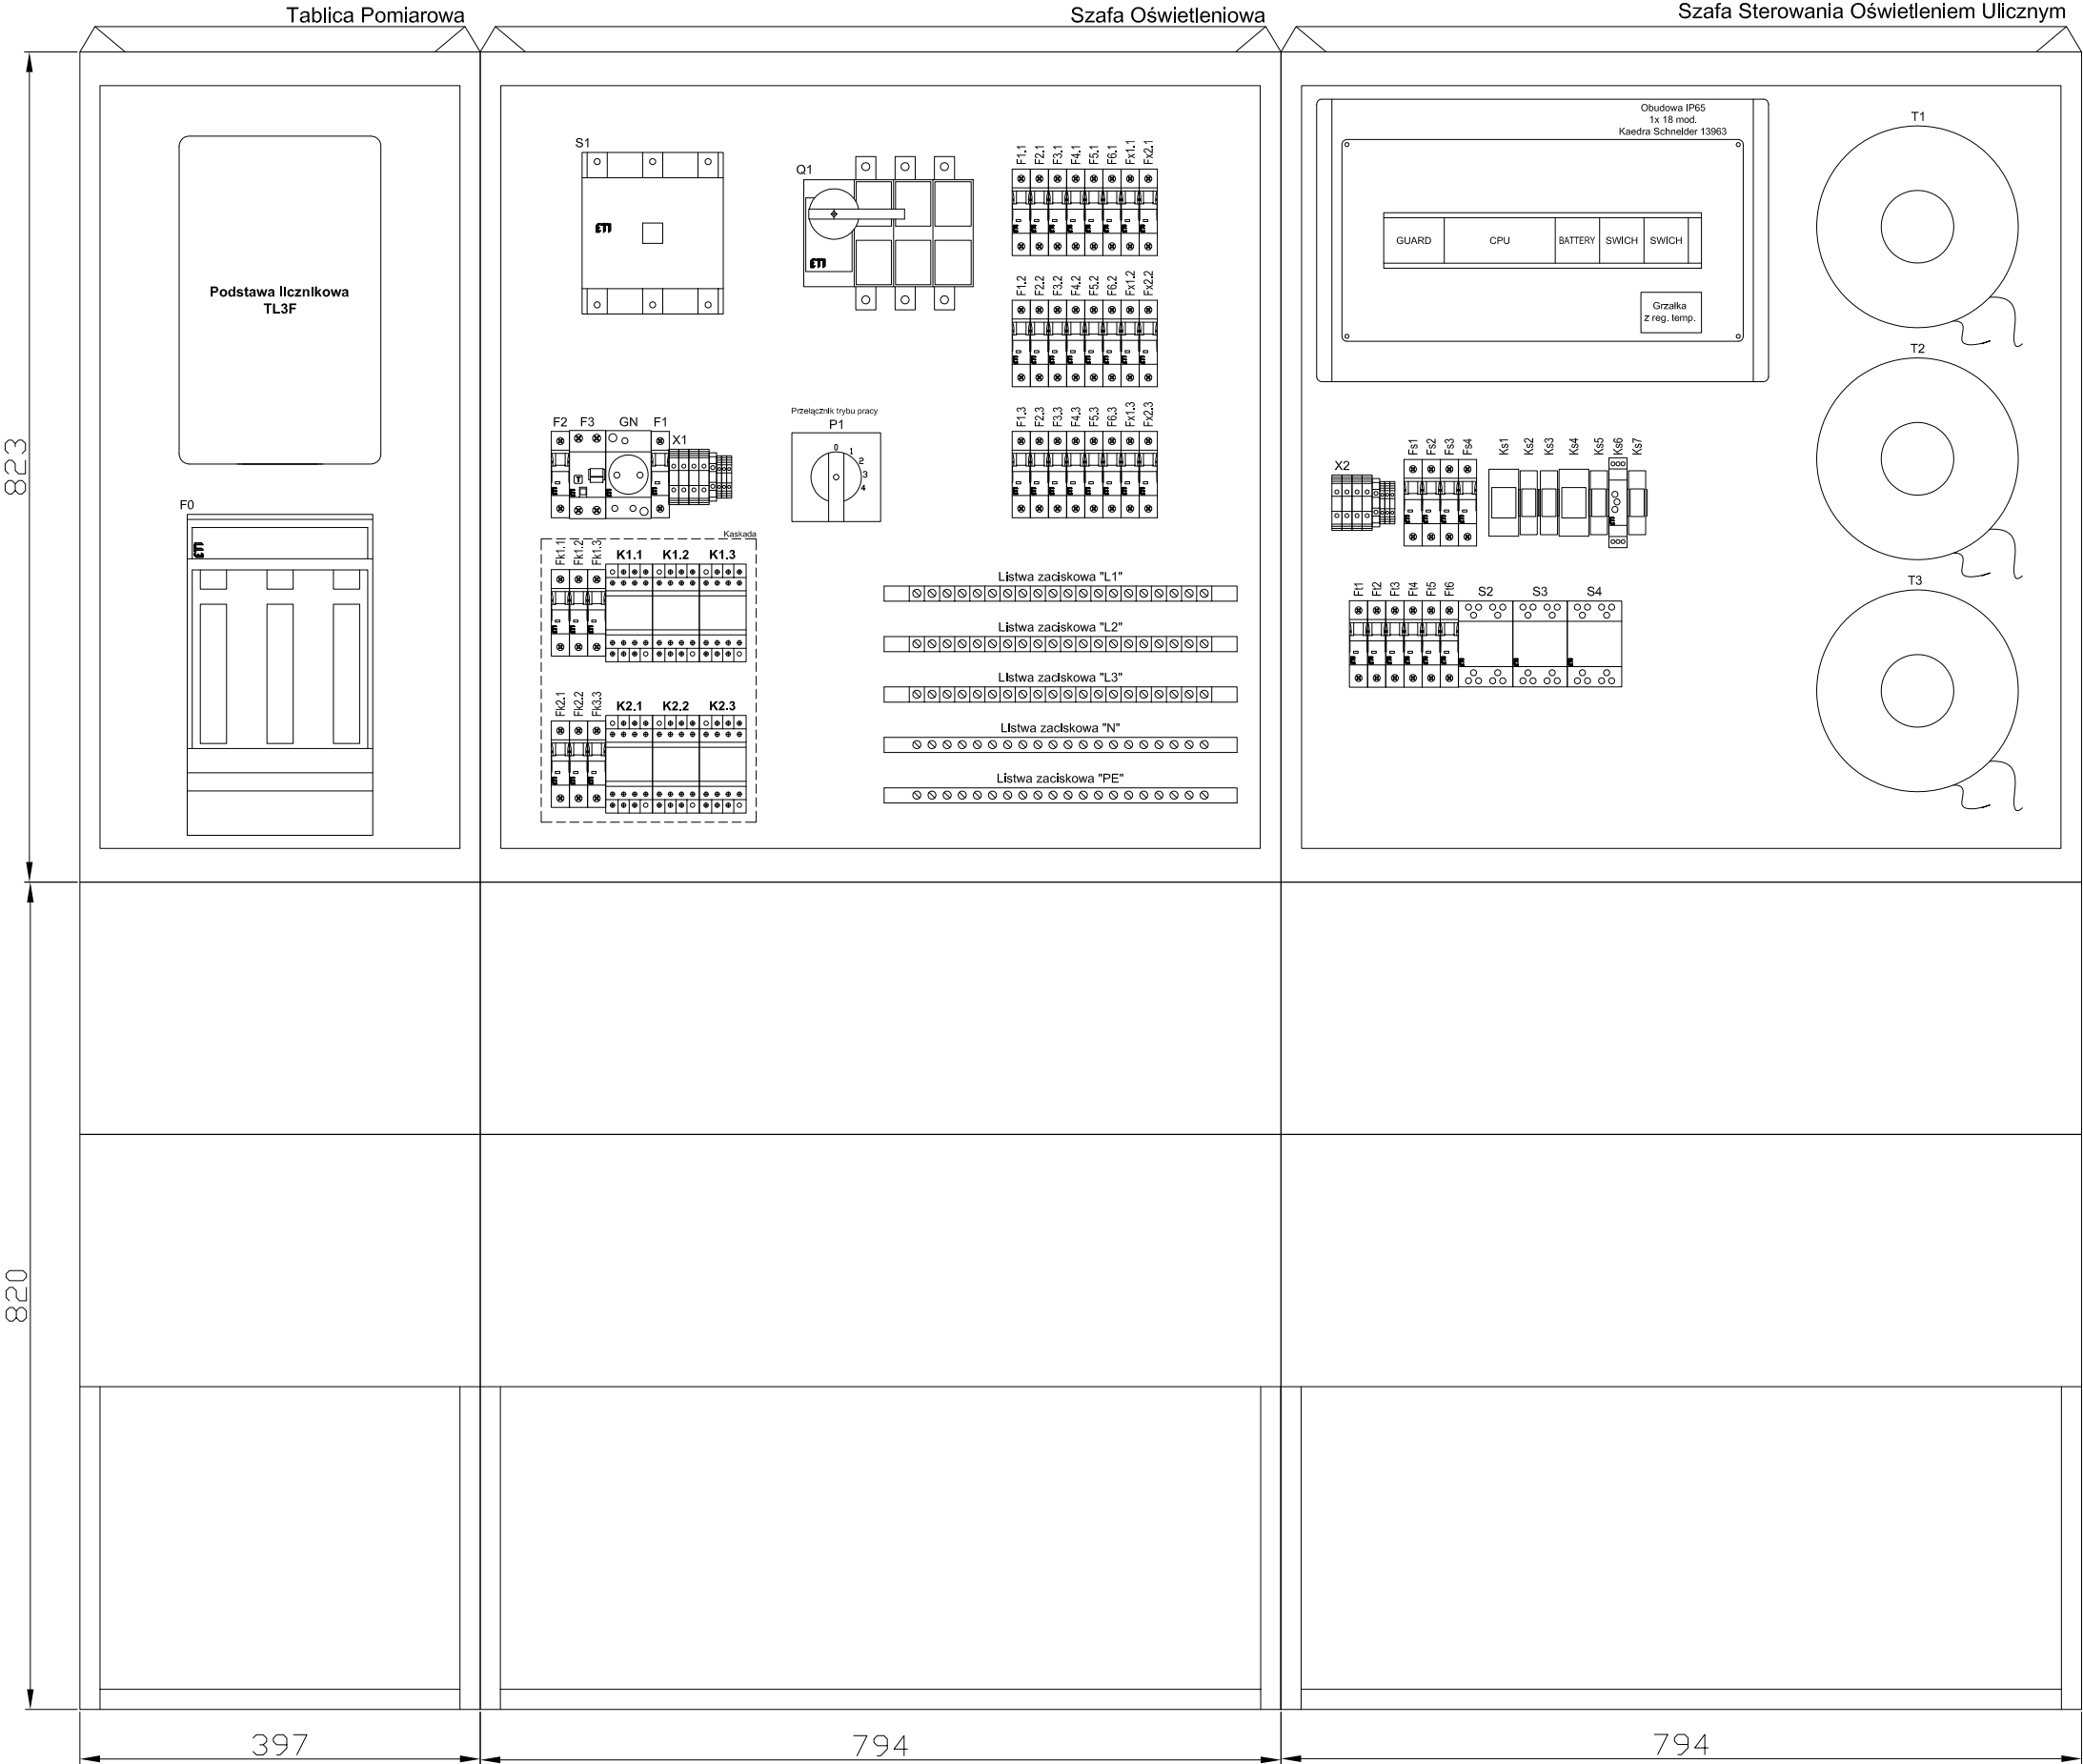 Tablica Pomiarowa
Szafa Oświetleniowa
Szafa Sterowania Oświetleniem Ulicznym
Podstawa licznikowa
TL3F
F0
S1
ETI
Q1
ETI
F1.1 F2.1 F3.1 F4.1 F5.1 F6.1 Fx1.1 Fx2.1
F1.2 F2.2 F3.2 F4.2 F5.2 F6.2 Fx1.2 Fx2.2
F1.3 F2.3 F3.3 F4.3 F5.3 F6.3 Fx1.3 Fx2.3
F2 F3 GN F1 X1
T
Przełącznik trybu pracy
P1
0 1 2 3 4
Kaskada
Fk1.1 Fk1.2 Fk1.3 K1.1 K1.2 K1.3
Fk2.1 Fk2.2 Fk3.3 K2.1 K2.2 K2.3
Listwa zaciskowa "L1"
Listwa zaciskowa "L2"
Listwa zaciskowa "L3"
Listwa zaciskowa "N"
Listwa zaciskowa "PE"
Obudowa IP65
1x 18 mod.
Kaedra Schnelder 13963
GUARD CPU BATTERY SWICH SWICH
Grzałka
z reg. temp.
T1
T2
T3
X2 Fs1 Fs2 Fs3 Fs4 Ks1 Ks2 Ks3 Ks4 Ks5 Ks6 Ks7
Ft1 Ft2 Ft3 Ft4 Ft5 Ft6 S2 S3 S4
823
820
397
794
794